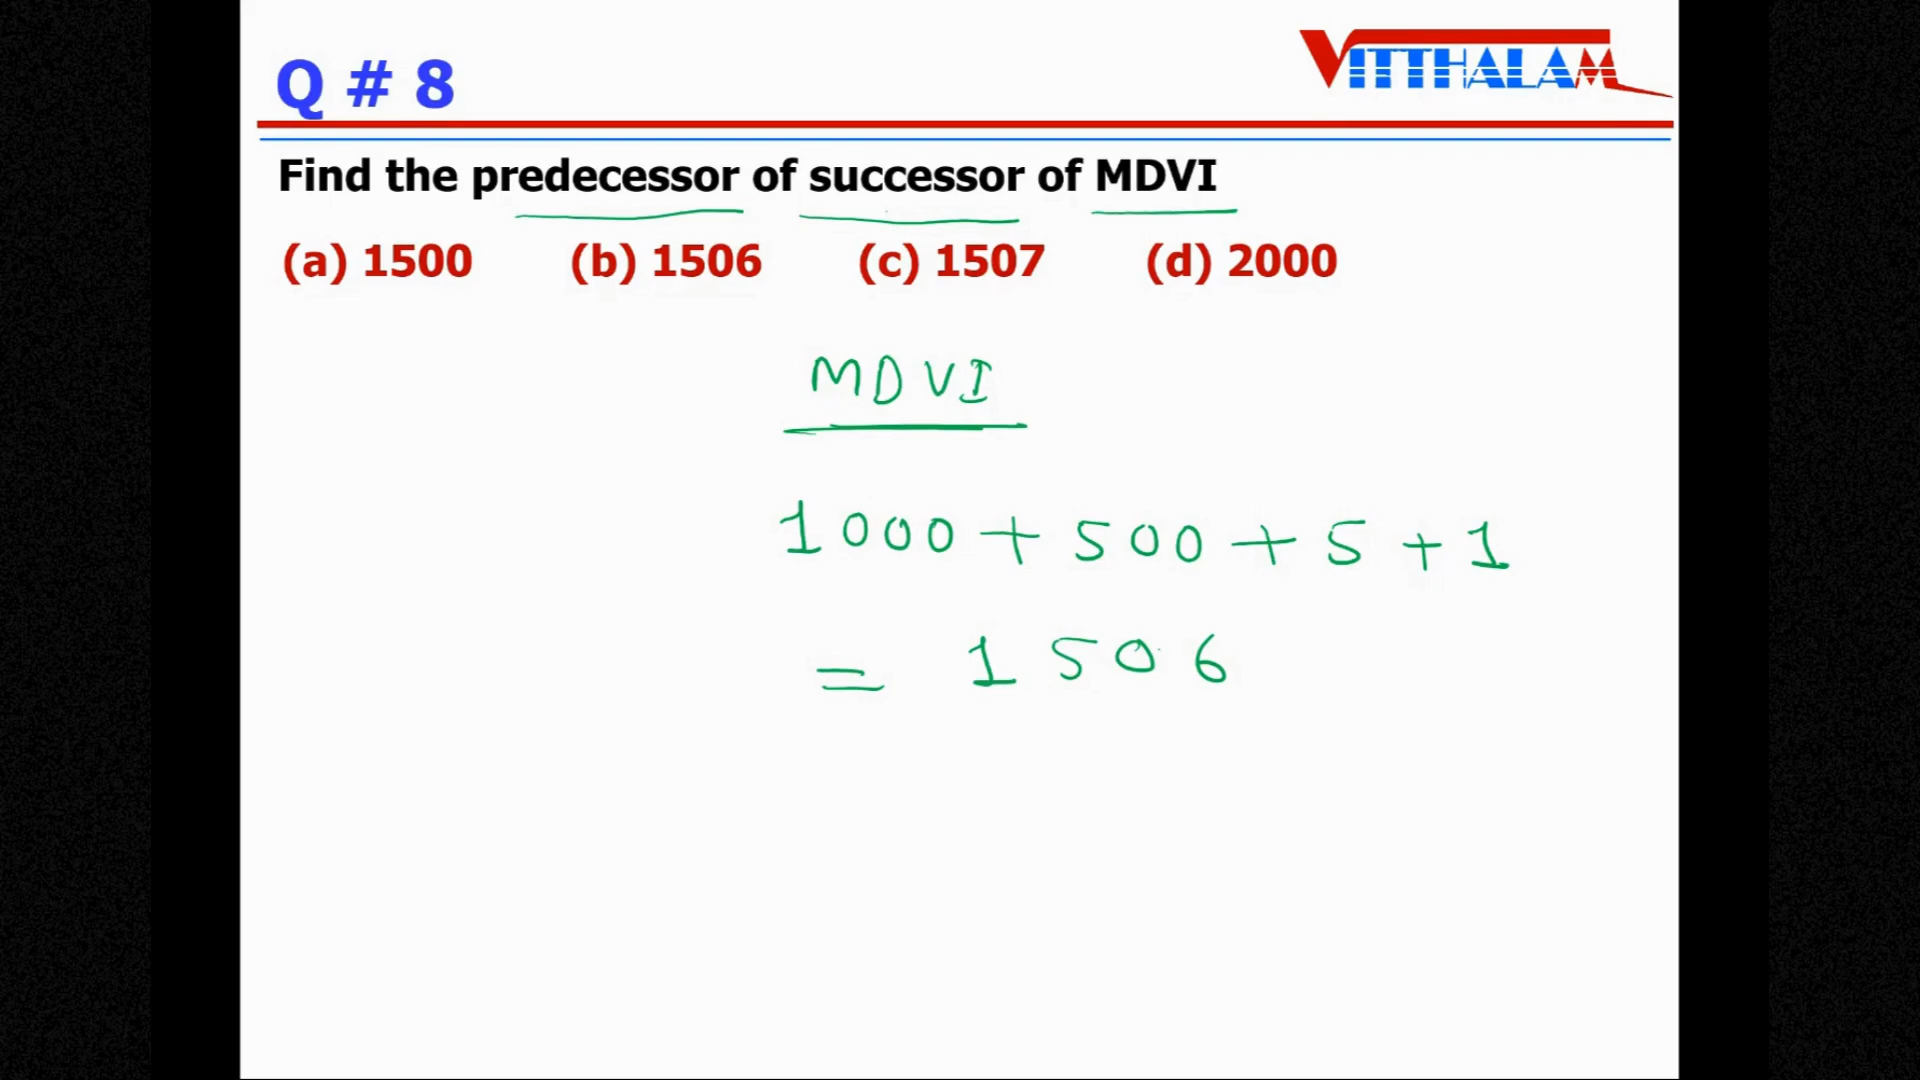 Q # 8
VITTHALAM
Find the predecessor of successor of MDVI
(a) 1500 (b) 1506 (c) 1507 (d) 2000
MDVI
1000 + 500 + 5 + 1
= 1506